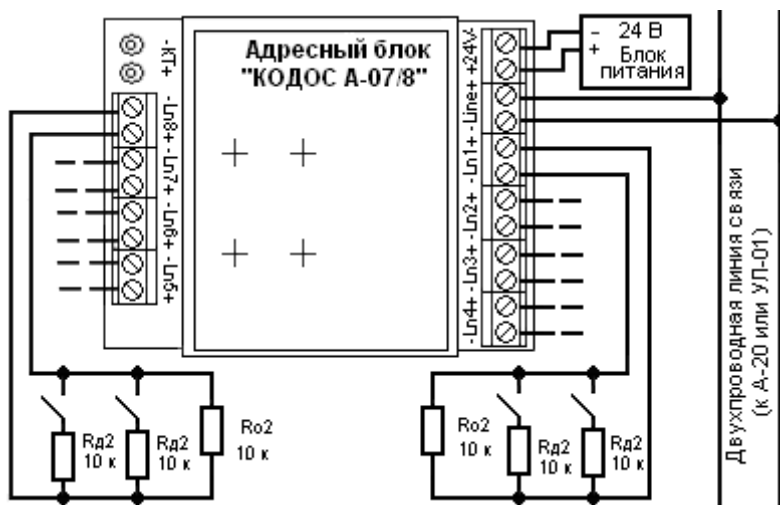 Адресный блок
"КОДОС А-07/8"
-КТ+
-Ln8+
-Ln7+
-Ln6+
-Ln5+
+24V-
-Line+
-Ln1+
-Ln2+
-Ln3+
-Ln4+
- 24 В
+ Блок
питания
Двухпроводная линия связи
(к А-20 или УЛ-01)
Rд2
10 к
Rд2
10 к
Ro2
10 к
Ro2
10 к
Rд2
10 к
Rд2
10 к